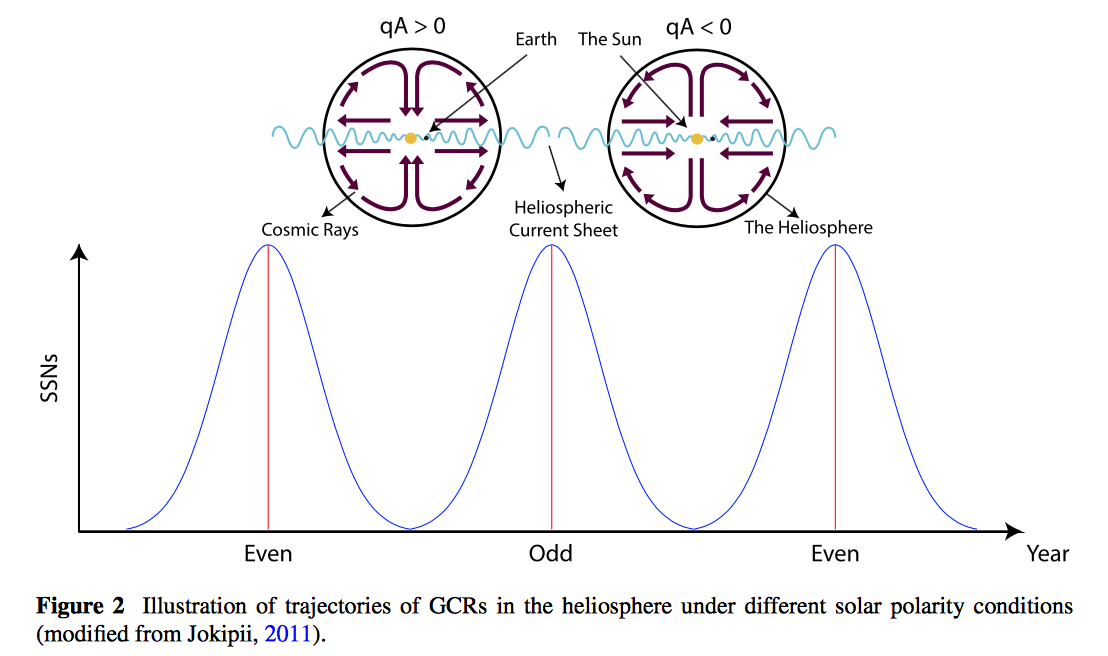 qA > 0
Earth
The Sun
qA < 0
Cosmic Rays
Heliospheric
Current Sheet
The Heliosphere
SSNs
Even
Odd
Even
Year
Figure 2 Illustration of trajectories of GCRs in the heliosphere under different solar polarity conditions
(modified from Jokipii, 2011).